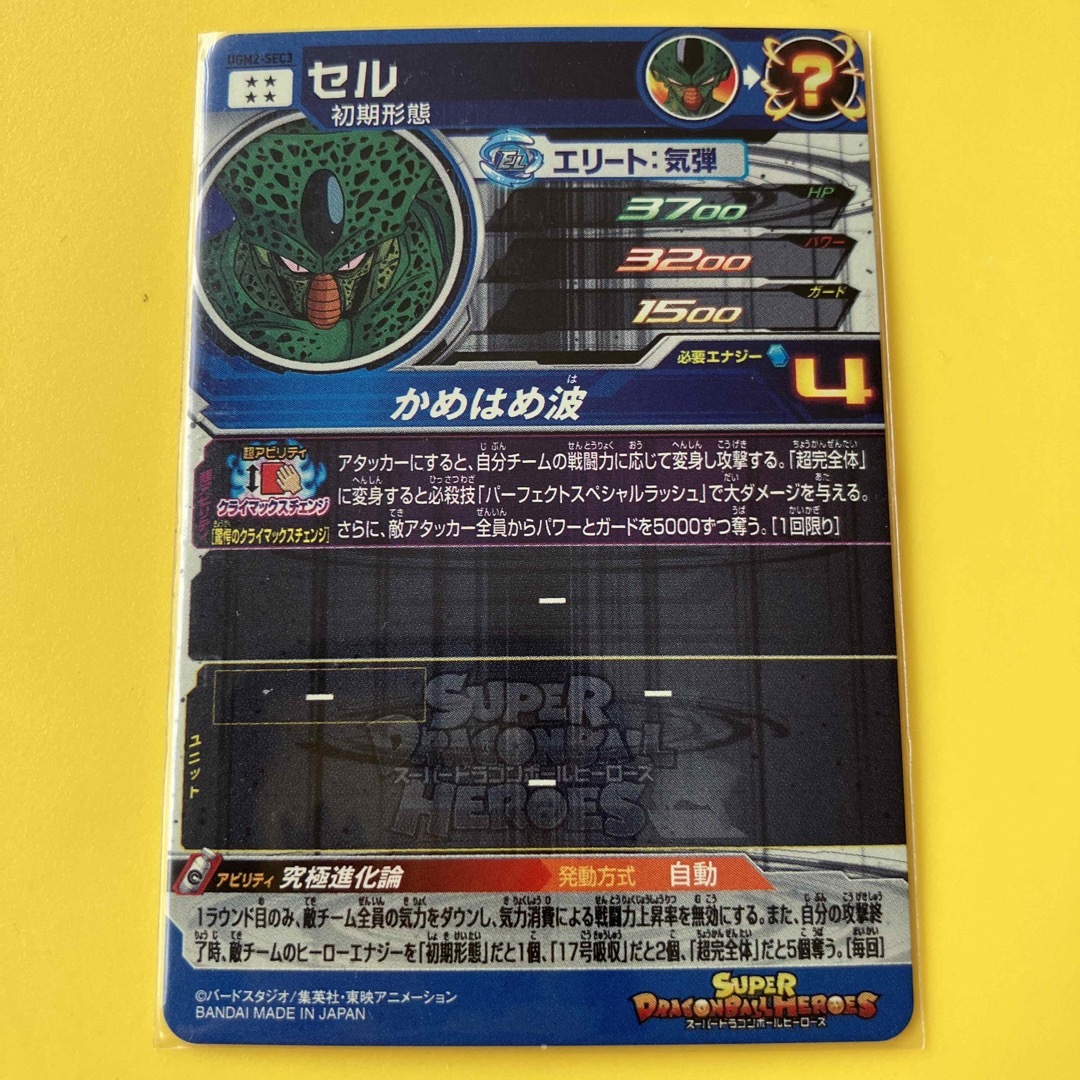 UGM2-SEC3
セル
初期形態
?
EL エリート:気弾
HP
3700
パワー
3200
ガード
1500
必要エナジー 4
かめはめ波
超アビリティ
クライマックスチェンジ
[驚愕のクライマックスチェンジ]
アタッカーにすると、自分チームの戦闘力に応じて変身し攻撃する。「超完全体」
に変身すると必殺技「パーフェクトスペシャルラッシュ」で大ダメージを与える。
さらに、敵アタッカー全員からパワーとガードを5000ずつ奪う。[1回限り]
ー
ー ー
ユニット
SUPER
DRAGONBALL
スーパードラゴンボールヒーローズ
HEROES
ー
アビリティ 究極進化論 発動方式 自動
1ラウンド目のみ、敵チーム全員の気力をダウンし、気力消費による戦闘力上昇率を無効にする。また、自分の攻撃終
了時、敵チームのヒーローエナジーを「初期形態」だと1個、「17号吸収」だと2個、「超完全体」だと5個奪う。[毎回]
©バードスタジオ/集英社・東映アニメーション
BANDAI MADE IN JAPAN
SUPER
DRAGONBALL HEROES
スーパードラゴンボールヒーローズ